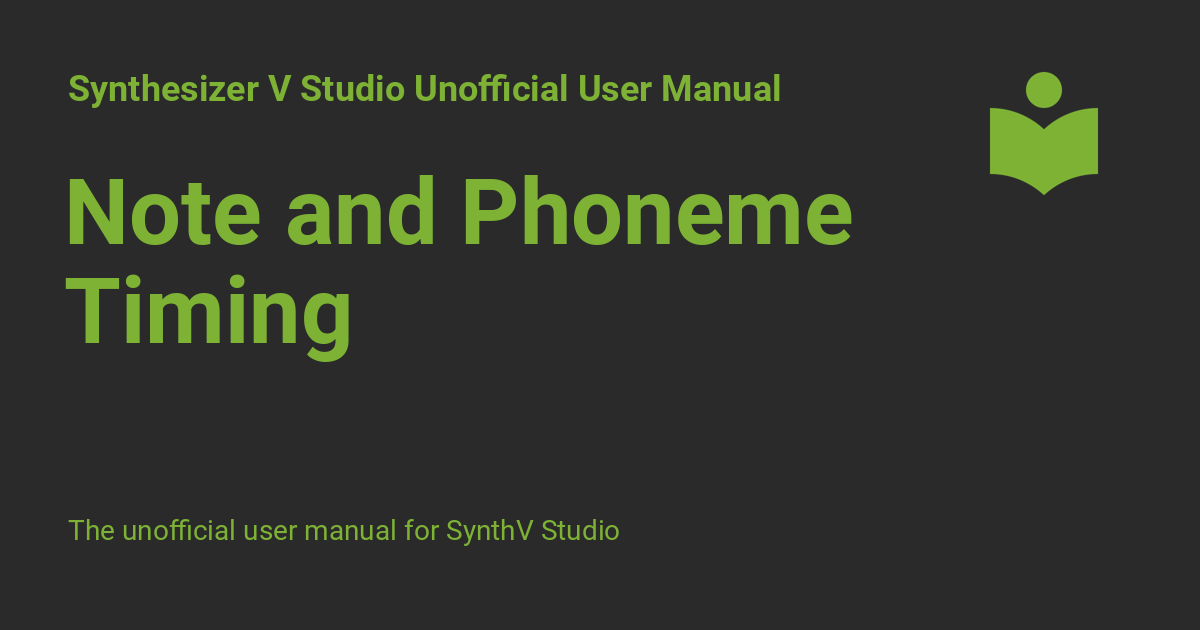 Synthesizer V Studio Unofficial User Manual
Note and Phoneme
Timing
The unofficial user manual for SynthV Studio